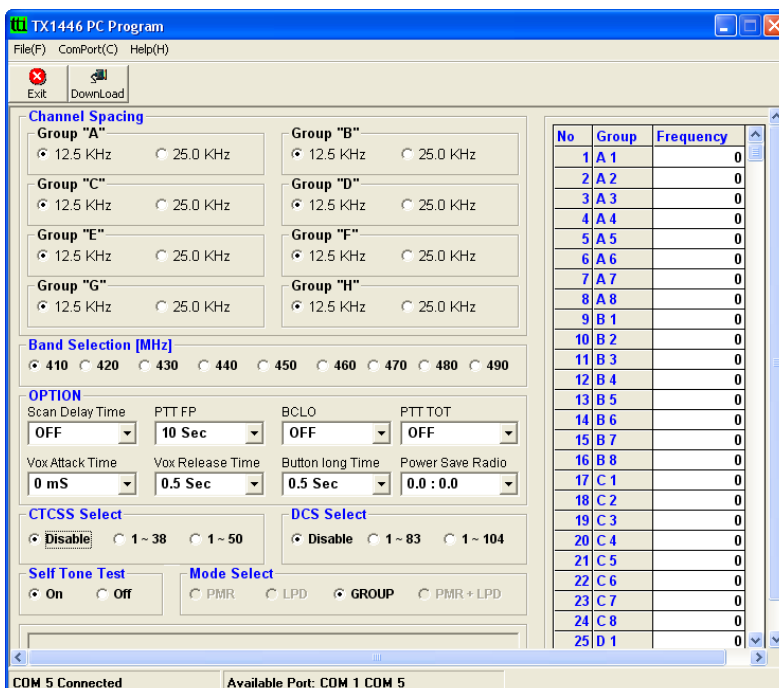 tti TX1446 PC Program
File(F) ComPort(C) Help(H)
Exit DownLoad
Channel Spacing
Group "A" Group "B"
12.5 KHz 25.0 KHz 12.5 KHz 25.0 KHz
Group "C" Group "D"
12.5 KHz 25.0 KHz 12.5 KHz 25.0 KHz
Group "E" Group "F"
12.5 KHz 25.0 KHz 12.5 KHz 25.0 KHz
Group "G" Group "H"
12.5 KHz 25.0 KHz 12.5 KHz 25.0 KHz
Band Selection [MHz]
410 420 430 440 450 460 470 480 490
OPTION
Scan Delay Time PTT FP BCLO PTT TOT
OFF 10 Sec OFF OFF
Vox Attack Time Vox Release Time Button long Time Power Save Radio
0 mS 0.5 Sec 0.5 Sec 0.0 : 0.0
CTCSS Select DCS Select
Disable 1 ~ 38 1 ~ 50 Disable 1 ~ 83 1 ~ 104
Self Tone Test Mode Select
On Off PMR LPD GROUP PMR + LPD
No Group Frequency
1 A 1 0
2 A 2 0
3 A 3 0
4 A 4 0
5 A 5 0
6 A 6 0
7 A 7 0
8 A 8 0
9 B 1 0
10 B 2 0
11 B 3 0
12 B 4 0
13 B 5 0
14 B 6 0
15 B 7 0
16 B 8 0
17 C 1 0
18 C 2 0
19 C 3 0
20 C 4 0
21 C 5 0
22 C 6 0
23 C 7 0
24 C 8 0
25 D 1 0
COM 5 Connected Available Port: COM 1 COM 5